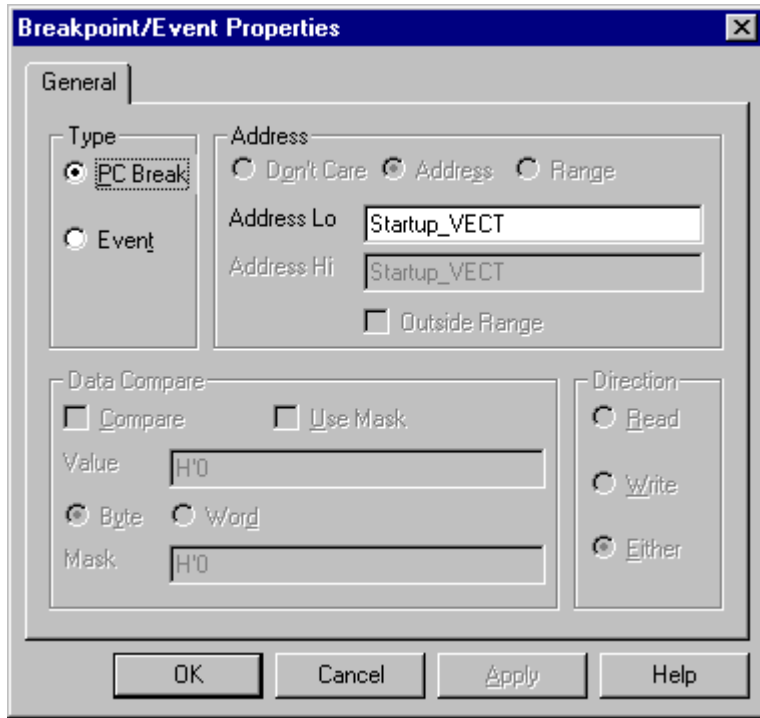 Breakpoint/Event Properties
General
Type
PC Break
Event
Address
Don't Care Address Range
Address Lo Startup_VECT
Address Hi Startup_VECT
Outside Range
Data Compare
Compare Use Mask
Value H'0
Byte Word
Mask H'0
Direction
Read
Write
Either
OK Cancel Apply Help